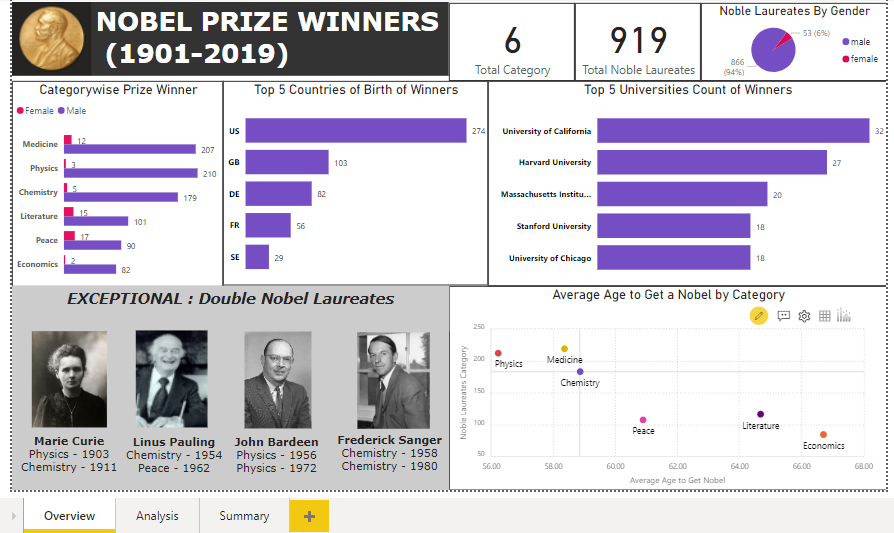 NOBEL PRIZE WINNERS
(1901-2019)
6
Total Category
919
Total Noble Laureates
Noble Laureates By Gender
53 (6%)
866
(94%)
male
female
Categorywise Prize Winner
Female Male
Medicine 12 207
Physics 3 210
Chemistry 5 179
Literature 15 101
Peace 17 90
Economics 2 82
Top 5 Countries of Birth of Winners
US 274
GB 103
DE 82
FR 56
SE 29
Top 5 Universities Count of Winners
University of California 32
Harvard University 27
Massachusetts Institu... 20
Stanford University 18
University of Chicago 18
EXCEPTIONAL : Double Nobel Laureates
Marie Curie
Physics - 1903
Chemistry - 1911
Linus Pauling
Chemistry - 1954
Peace - 1962
John Bardeen
Physics - 1956
Physics - 1972
Frederick Sanger
Chemistry - 1958
Chemistry - 1980
Average Age to Get a Nobel by Category
Noble Laureates Category
250
200
150
100
50
Physics
Medicine
Chemistry
Peace
Literature
Economics
56.00 58.00 60.00 62.00 64.00 66.00 68.00
Average Age to Get Nobel
Overview Analysis Summary +